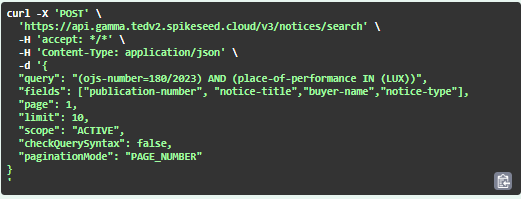 curl -X 'POST' \
  'https://api.gamma.tedv2.spikeseed.cloud/v3/notices/search' \
  -H 'accept: */*' \
  -H 'Content-Type: application/json' \
  -d '{
  "query": "(ojs-number=180/2023) AND (place-of-performance IN (LUX))",
  "fields": ["publication-number", "notice-title","buyer-name","notice-type"],
  "page": 1,
  "limit": 10,
  "scope": "ACTIVE",
  "checkQuerySyntax": false,
  "paginationMode": "PAGE_NUMBER"
}
'